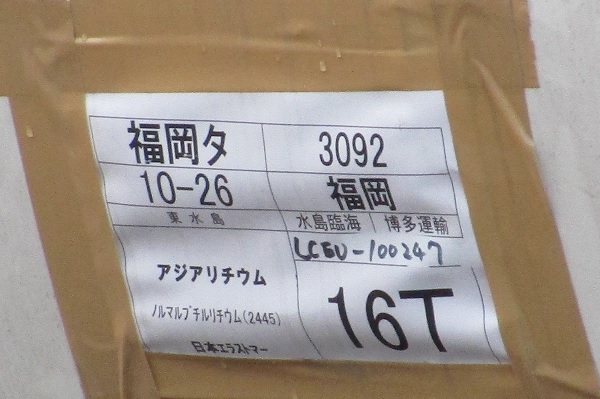 福岡タ 3092
10-26 福岡
東水島 水島臨海 博多運輸
LCEU-100247
アジアリチウム
ノルマルブチルリチウム(2445) 16T
日本エラストマー